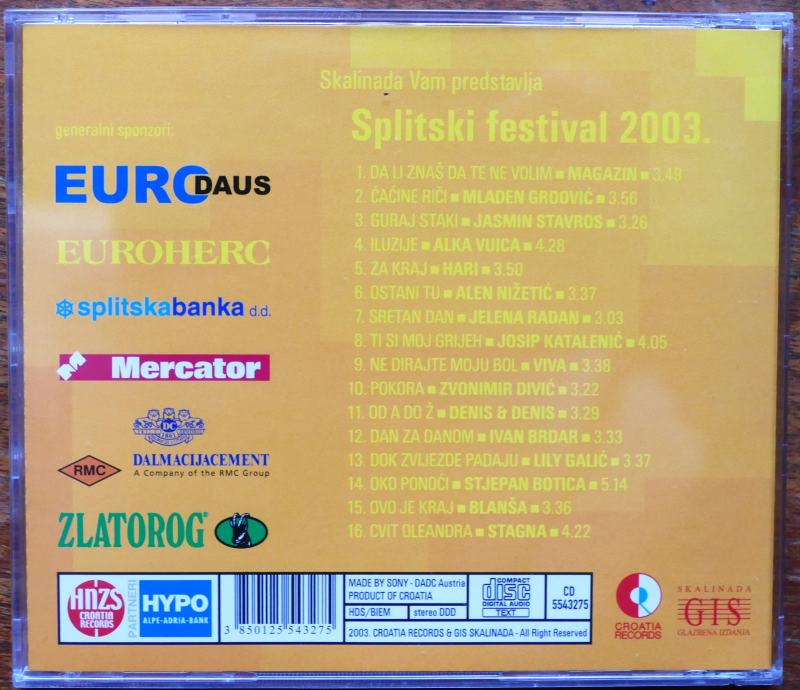 Skalinada Vam predstavlja
Splitski festival 2003.
generalni sponzori:
EURODAUS
EUROHERC
splitskabanka d.d.
Mercator
DC
RMC
DALMACIJACEMENT
A Company of the RMC Group
ZLATOROG
1. DA LI ZNAŠ DA TE NE VOLIM ■ MAGAZIN ■ 3.49
2. ĆAĆINE RIČI ■ MLADEN GRDOVIĆ ■ 3.56
3. GURAJ STAKI ■ JASMIN STAVROS ■ 3.26
4. ILUZIJE ■ ALKA VUICA ■ 4.28
5. ZA KRAJ ■ HARI ■ 3.50
6. OSTANI TU ■ ALEN NIŽETIĆ ■ 3.37
7. SRETAN DAN ■ JELENA RADAN ■ 3.03
8. TI SI MOJ GRIJEH ■ JOSIP KATALENIĆ ■ 4.05
9. NE DIRAJTE MOJU BOL ■ VIVA ■ 3.38
10. POKORA ■ ZVONIMIR DIVIĆ ■ 3.22
11. OD A DO Ž ■ DENIS & DENIS ■ 3.29
12. DAN ZA DANOM ■ IVAN BRDAR ■ 3.33
13. DOK ZVIJEZDE PADAJU ■ LILY GALIĆ ■ 3.37
14. OKO PONOĆI ■ STJEPAN BOTICA ■ 5.14
15. OVO JE KRAJ ■ BLANŠA ■ 3.36
16. CVIT OLEANDRA ■ STAGNA ■ 4.22
HNZS
CROATIA
RECORDS
PARTNERI
HYPO
ALPE-ADRIA-BANK
3 850125 543275
MADE BY SONY - DADC Austria
PRODUCT OF CROATIA
HDS/BIEM
stereo DDD
COMPACT
disc
DIGITAL AUDIO
TEXT
CD
5543275
2003. CROATIA RECORDS & GIS SKALINADA - All Right Reserved
CROATIA
RECORDS
SKALINADA
GIS
GLAZBENA IZDANJA